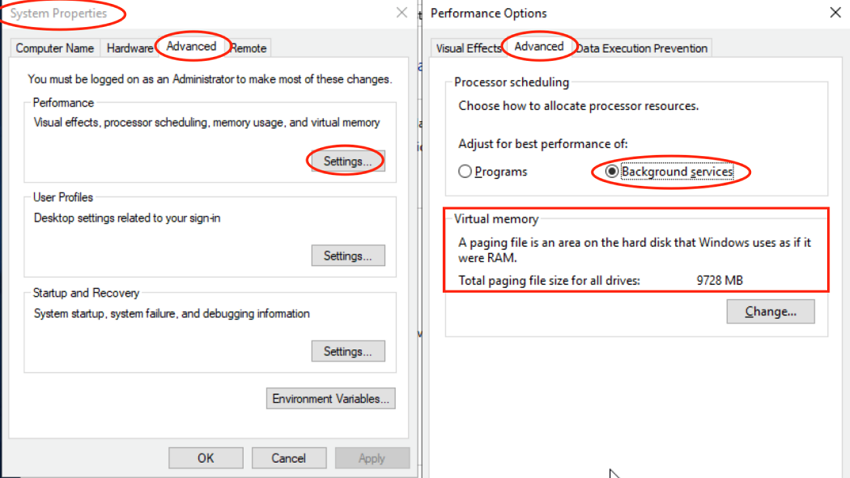 System Properties
Computer Name Hardware Advanced Remote
You must be logged on as an Administrator to make most of these changes.
Perfomance
Visual effects, processor scheduling, memory usage, and virtual memory
Settings...
User Profiles
Desktop settings related to your sign-in
Settings...
Startup and Recovery
System startup, system failure, and debugging information
Settings...
Environment Variables...
OK Cancel Apply
Performance Options
Visual Effects Advanced Data Execution Prevention
Processor scheduling
Choose how to allocate processor resources.
Adjust for best performance of:
Programs Background services
Virtual memory
A paging file is an area on the hard disk that Windows uses as if it
were RAM.
Total paging file size for all drives: 9728 MB
Change...